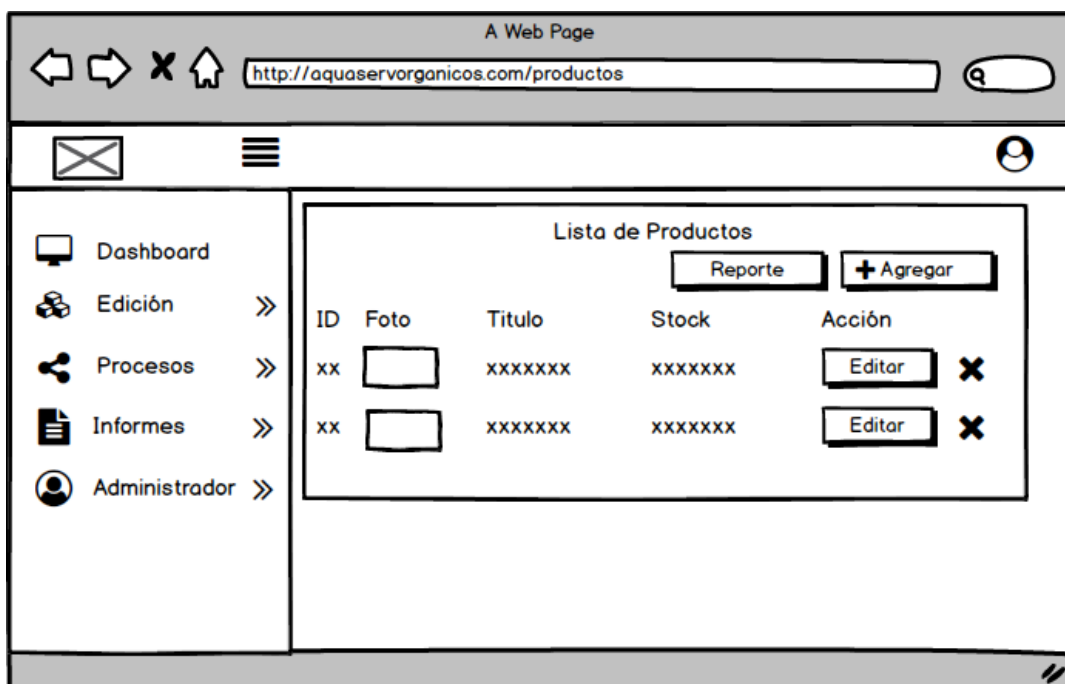 A Web Page
http://aquaservorganicos.com/productos
Dashboard
Edición
Procesos
Informes
Administrador
Lista de Productos
Reporte
Agregar
ID Foto Titulo Stock Acción
xx xxxxxxx xxxxxxx Editar
xx xxxxxxx xxxxxxx Editar